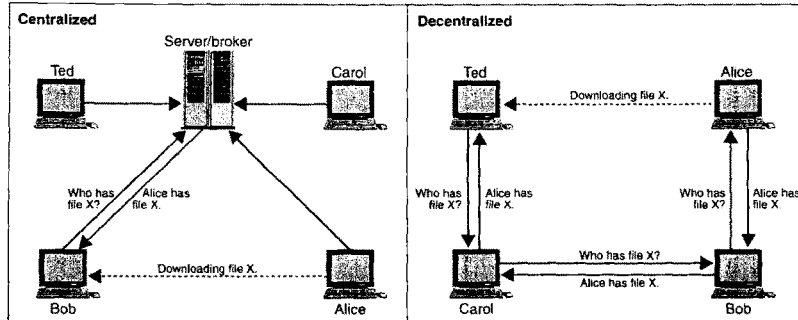 Centralized
Server/broker
Ted
Carol
Who has
file X?
Alice has
file X.
Downloading file X.
Bob
Alice
Decentralized
Ted
Alice
Downloading file X.
Who has
file X?
Alice has
file X.
Who has
file X?
Alice has
file X.
Who has file X?
Alice has file X.
Carol
Bob